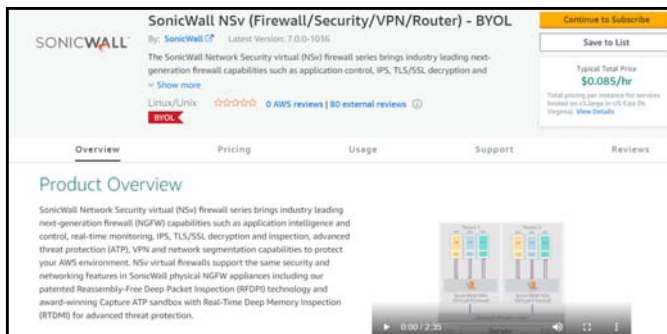 SonicWall NSv (Firewall/Security/VPN/Router) - BYOL
Continue to Subscribe
SONICWALL
By: SonicWall Latest Version: 7.0.0-1036
Save to List
The SonicWall Network Security virtual (NSv) firewall series brings industry leading next-
generation firewall capabilities such as application control, IPS, TLS/SSL decryption and
Show more
Typical Total Price
$0.085/hr
Total pricing per instance for services
hosted on c5.large in US East (N.
Virginia). View Details
Linux/Unix 0 AWS reviews | 80 external reviews
BYOL
Overview Pricing Usage Support Reviews
Product Overview
SonicWall Network Security virtual (NSv) firewall series brings industry leading
next-generation firewall (NGFW) capabilities such as application intelligence and
control, real-time monitoring, IPS, TLS/SSL decryption and inspection, advanced
threat protection (ATP), VPN and network segmentation capabilities to protect
your AWS environment. NSv virtual firewalls support the same security and
networking features in SonicWall physical NGFW appliances including our
patented Reassembly-Free Deep Packet Inspection (RFDPI) technology and
award-winning Capture ATP sandbox with Real-Time Deep Memory Inspection
(RTDMI) for advanced threat protection.
SonicWall NSv SonicWall NSv
0:00 / 2:35